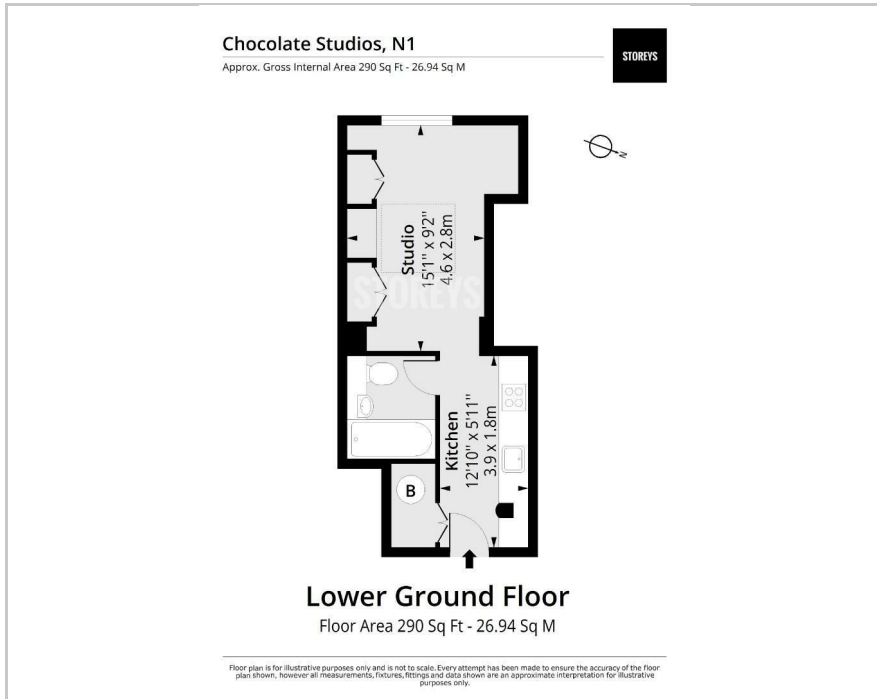 Chocolate Studios, N1
Approx. Gross Internal Area 290 Sq Ft - 26.94 Sq M
STOREYS
N
Studio
15'1" x 9'2"
4.6 x 2.8m
STOREYS
Kitchen
12'10" x 5'11"
3.9 x 1.8m
B
Lower Ground Floor
Floor Area 290 Sq Ft - 26.94 Sq M
Floor plan is for illustrative purposes only and is not to scale. Every attempt has been made to ensure the accuracy of the floor
plan shown, however all measurements, fixtures, fittings and data shown are an approximate interpretation for illustrative
purposes only.